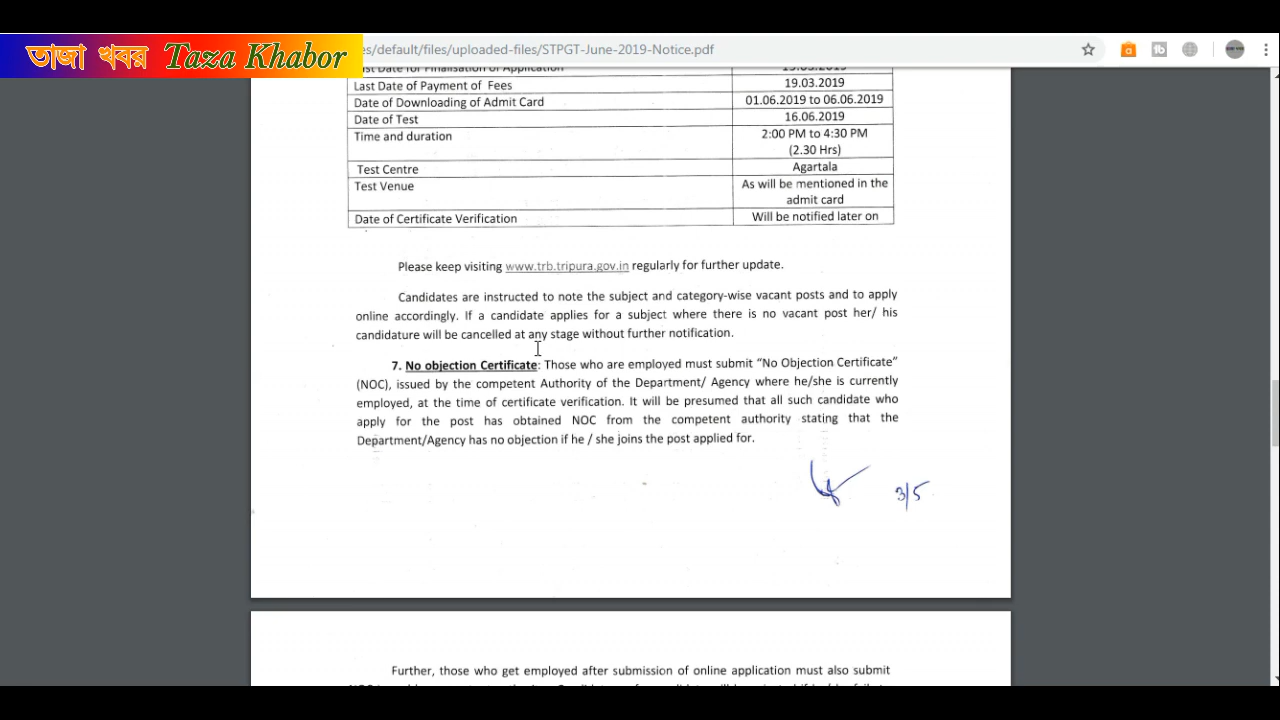 তাজা খবর Taza Khabor
es/default/files/uploaded-files/STPGT-June-2019-Notice.pdf
Last Date of Payment of Fees 19.03.2019
Date of Downloading of Admit Card 01.06.2019 to 06.06.2019
Date of Test 16.06.2019
Time and duration 2:00 PM to 4:30 PM
(2.30 Hrs)
Test Centre Agartala
Test Venue As will be mentioned in the
admit card
Date of Certificate Verification Will be notified later on
Please keep visiting www.trb.tripura.gov.in regularly for further update.
Candidates are instructed to note the subject and category-wise vacant posts and to apply
online accordingly. If a candidate applies for a subject where there is no vacant post her/ his
candidature will be cancelled at any stage without further notification.
7. No objection Certificate: Those who are employed must submit “No Objection Certificate”
(NOC), issued by the competent Authority of the Department/ Agency where he/she is currently
employed, at the time of certificate verification. It will be presumed that all such candidate who
apply for the post has obtained NOC from the competent authority stating that the
Department/Agency has no objection if he / she joins the post applied for.
3/5
Further, those who get employed after submission of online application must also submit